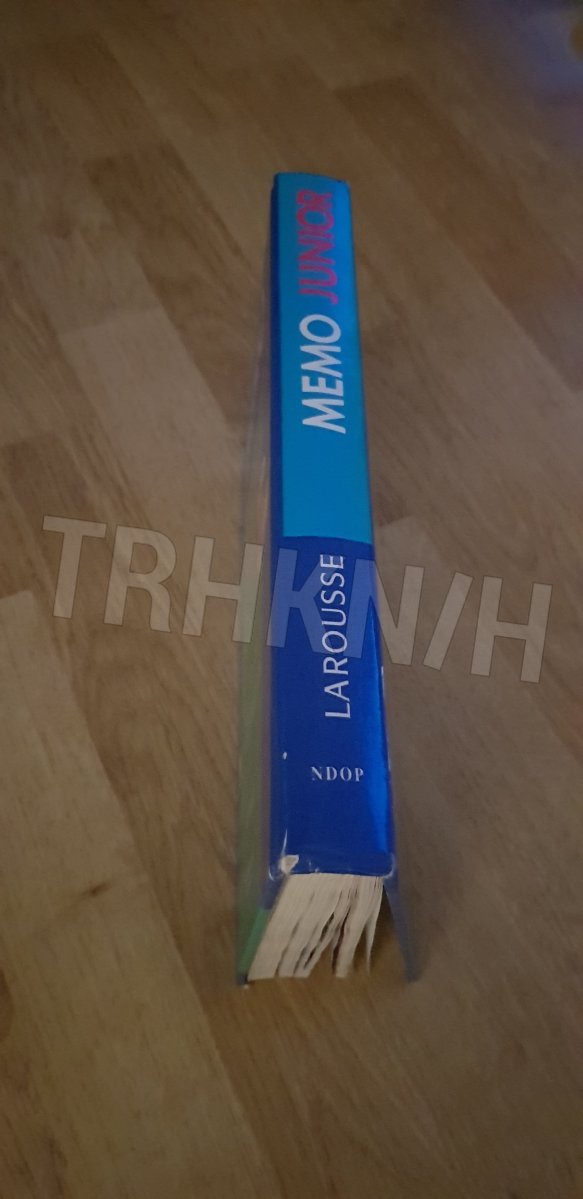 MEMO JUNIOR
LAROUSSE
NDOP
TRHKN/H